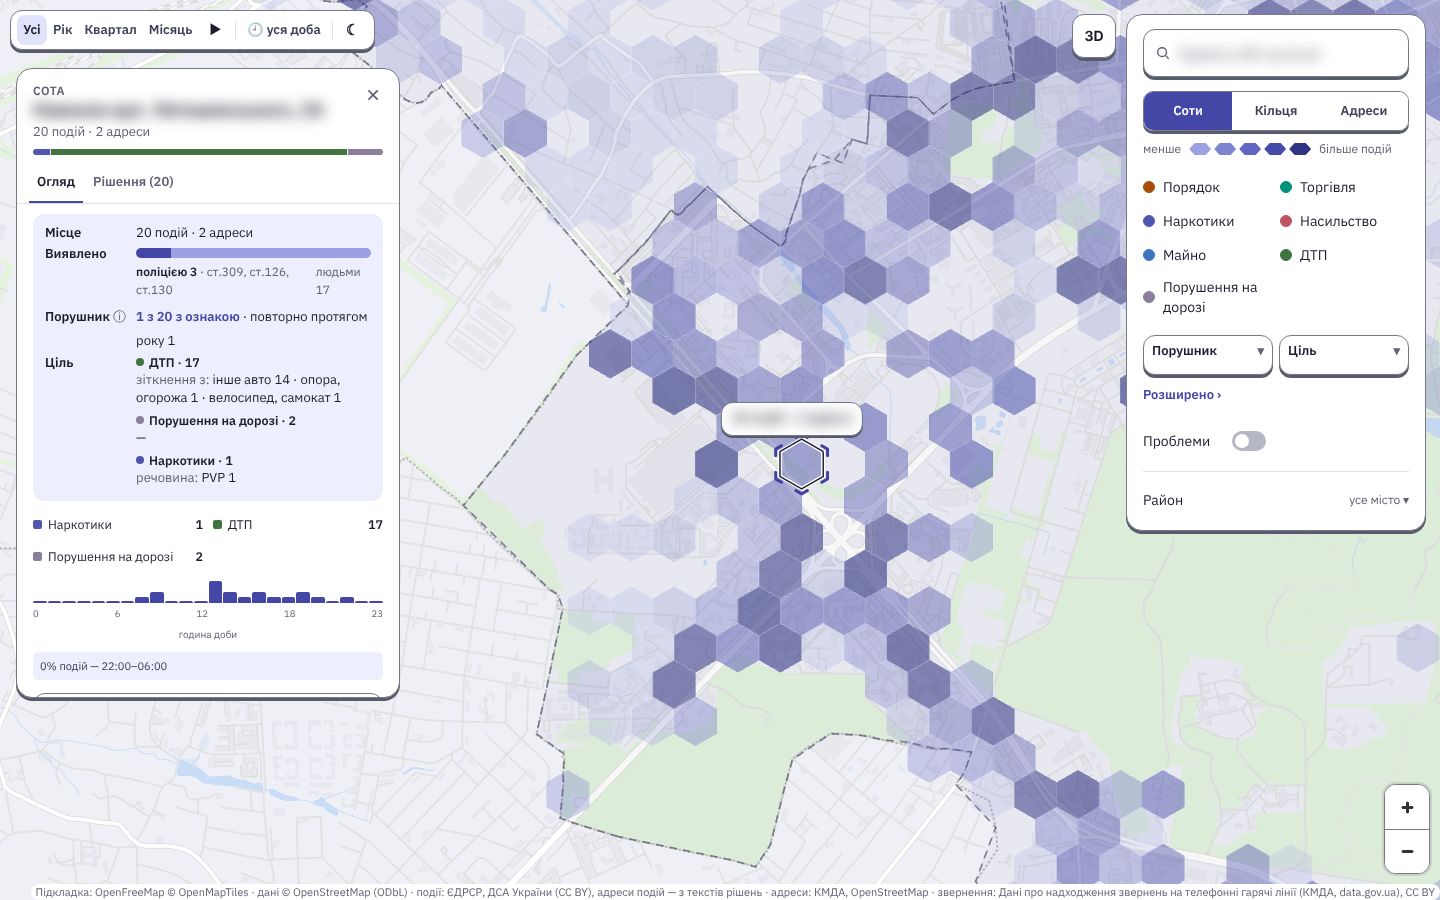 Усі Рік Квартал Місяць ▶ 🕘 уся доба ☾
СОТА ✕
20 подій · 2 адреси
Огляд Рішення (20)
Місце 20 подій · 2 адреси
Виявлено
поліцією 3 · ст.309, ст.126, людьми
ст.130 17
Порушник ⓘ 1 з 20 з ознакою · повторно протягом
року 1
Ціль ДТП · 17
зіткнення з: інше авто 14 · опора,
огорожа 1 · велосипед, самокат 1
Порушення на дорозі · 2
—
Наркотики · 1
речовина: PVP 1
Наркотики 1 ДТП 17
Порушення на дорозі 2
0 6 12 18 23
година доби
0% подій — 22:00–06:00
3D
Соти Кільця Адреси
менше більше подій
Порядок Торгівля
Наркотики Насильство
Майно ДТП
Порушення на
дорозі
Порушник ▾ Ціль ▾
Розширено ›
Проблеми
Район усе місто ▾
+
−
Підкладка: OpenFreeMap © OpenMapTiles · дані © OpenStreetMap (ODbL) · події: ЄДРСР, ДСА України (CC BY), адреси подій — з текстів рішень · адреси: КМДА, OpenStreetMap · звернення: Дані про надходження звернень на телефонні гарячі лінії (КМДА, data.gov.ua), CC BY